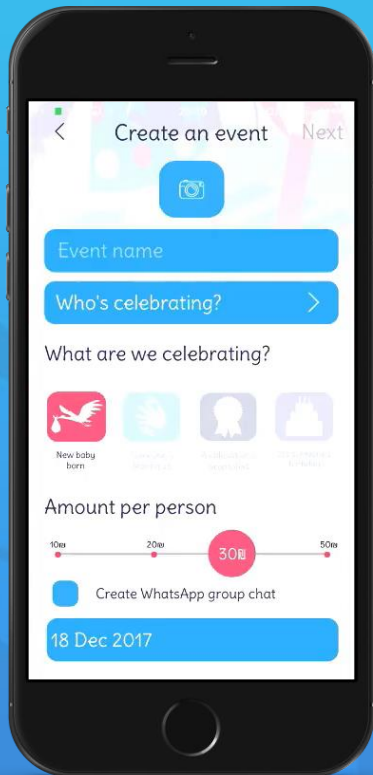 Create an event
Next
Event name
Who's celebrating?
What are we celebrating?
New baby
born
Amount per person
10₪
20₪
30₪
50₪
Create WhatsApp group chat
18 Dec 2017